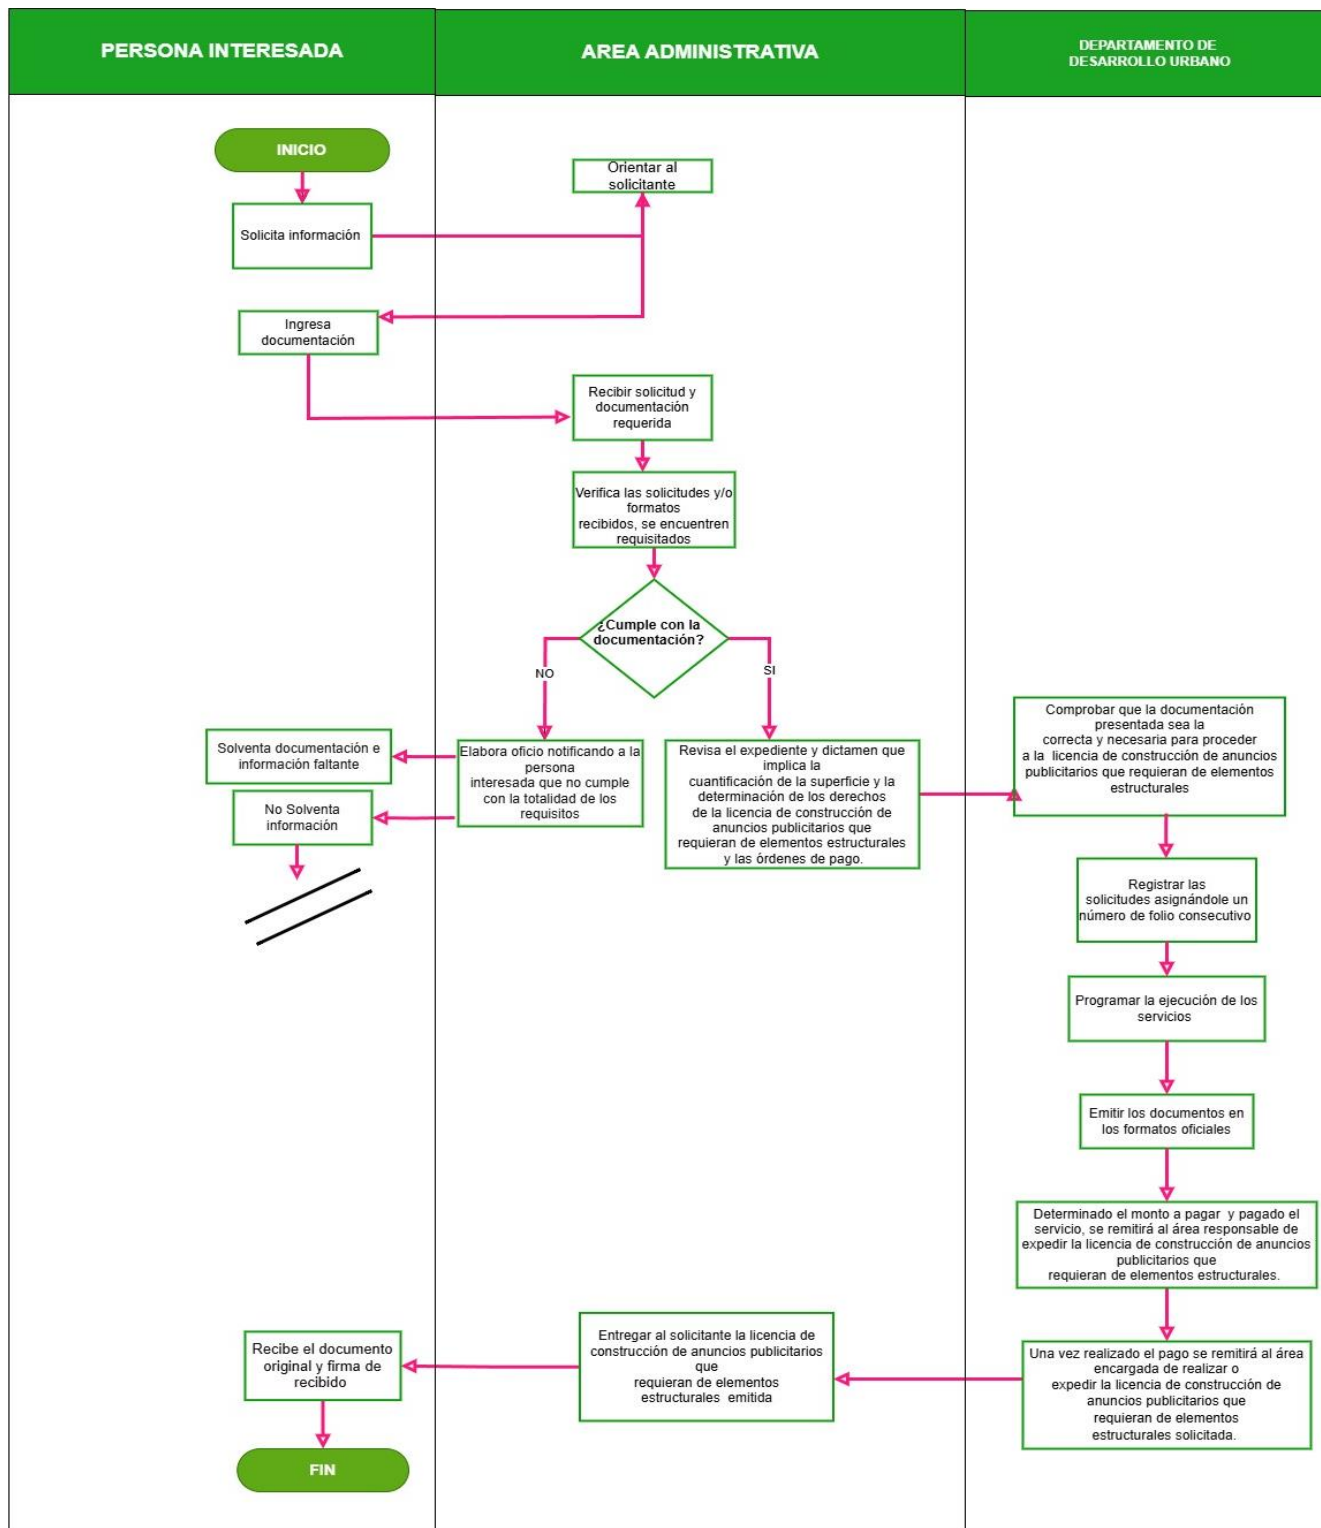 PERSONA INTERESADA
AREA ADMINISTRATIVA
DEPARTAMENTO DE
DESARROLLO URBANO
INICIO
Orientar al
solicitante
Solicita información
Ingresa
documentación
Recibir solicitud y
documentación
requerida
Verifica las solicitudes y/o
formatos
recibidos, se encuentren
requisitados
¿Cumple con la
documentación?
NO
SI
Solventa documentación e
información faltante
No Solventa
información
Elabora oficio notificando a la
persona
interesada que no cumple
con la totalidad de los
requisitos
Revisa el expediente y dictamen que
implica la
cuantificación de la superficie y la
determinación de los derechos
de la licencia de construcción de
anuncios publicitarios que
requieran de elementos estructurales
y las órdenes de pago.
Comprobar que la documentación
presentada sea la
correcta y necesaria para proceder
a la licencia de construcción de anuncios
publicitarios que requieran de elementos
estructurales
Registrar las
solicitudes asignándole un
número de folio consecutivo
Programar la ejecución de los
servicios
Emitir los documentos en
los formatos oficiales
Determinado el monto a pagar y pagado el
servicio, se remitirá al área responsable de
expedir la licencia de construcción de anuncios
publicitarios que
requieran de elementos estructurales.
Una vez realizado el pago se remitirá al área
encargada de realizar o
expedir la licencia de construcción de
anuncios publicitarios que
requieran de elementos
estructurales solicitada.
Entregar al solicitante la licencia de
construcción de anuncios publicitarios
que
requieran de elementos
estructurales emitida
Recibe el documento
original y firma de
recibido
FIN